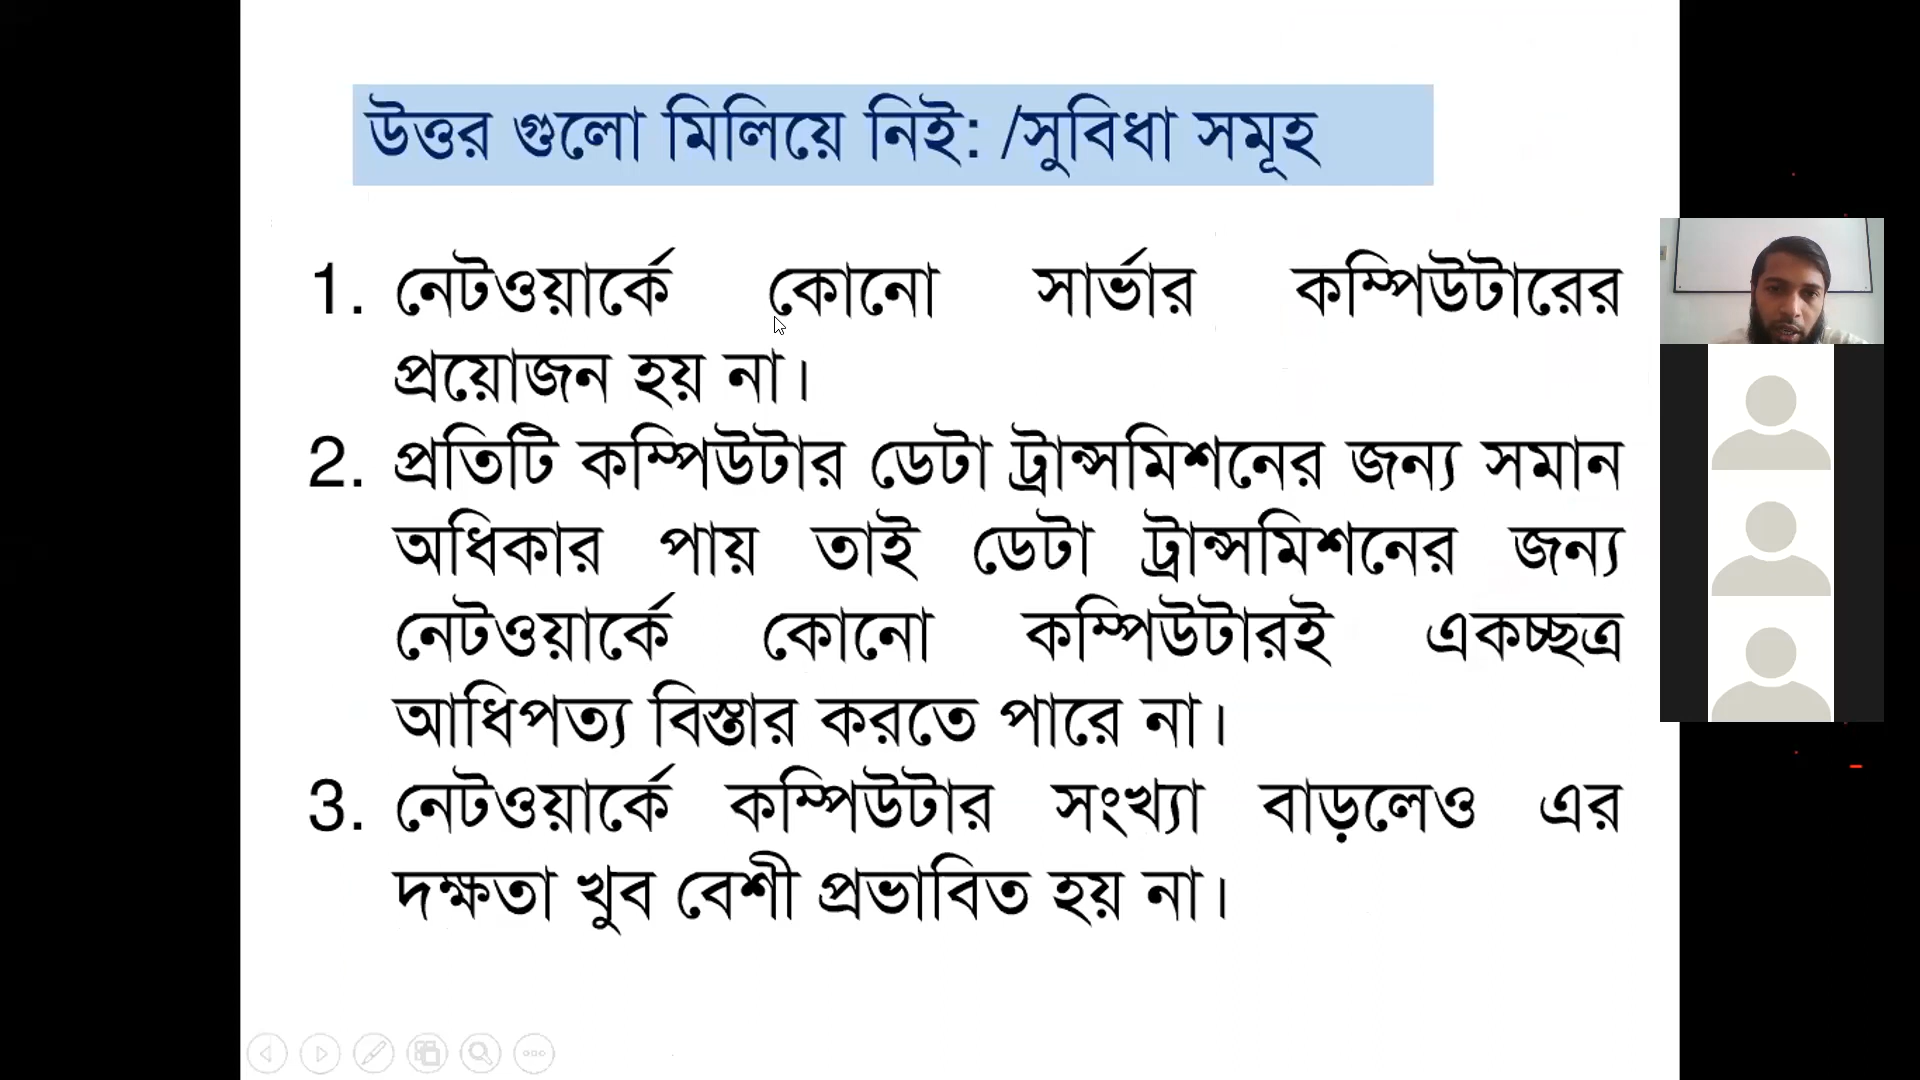 উত্তর গুলো মিলিয়ে নিই: /সুবিধা সমূহ
1. নেটওয়ার্কে কোনো সার্ভার কম্পিউটারের
প্রয়োজন হয় না।
2. প্রতিটি কম্পিউটার ডেটা ট্রান্সমিশনের জন্য সমান
অধিকার পায় তাই ডেটা ট্রান্সমিশনের জন্য
নেটওয়ার্কে কোনো কম্পিউটারই একচ্ছত্র
আধিপত্য বিস্তার করতে পারে না।
3. নেটওয়ার্কে কম্পিউটার সংখ্যা বাড়লেও এর
দক্ষতা খুব বেশী প্রভাবিত হয় না।